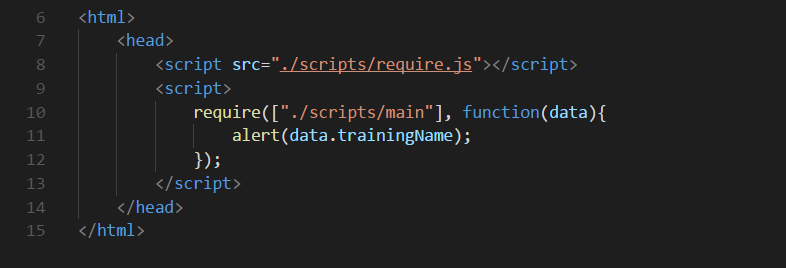 6 <html>
7 <head>
8 <script src="./scripts/require.js"></script>
9 <script>
10 require(["./scripts/main"], function(data){
11 alert(data.trainingName);
12 });
13 </script>
14 </head>
15 </html>